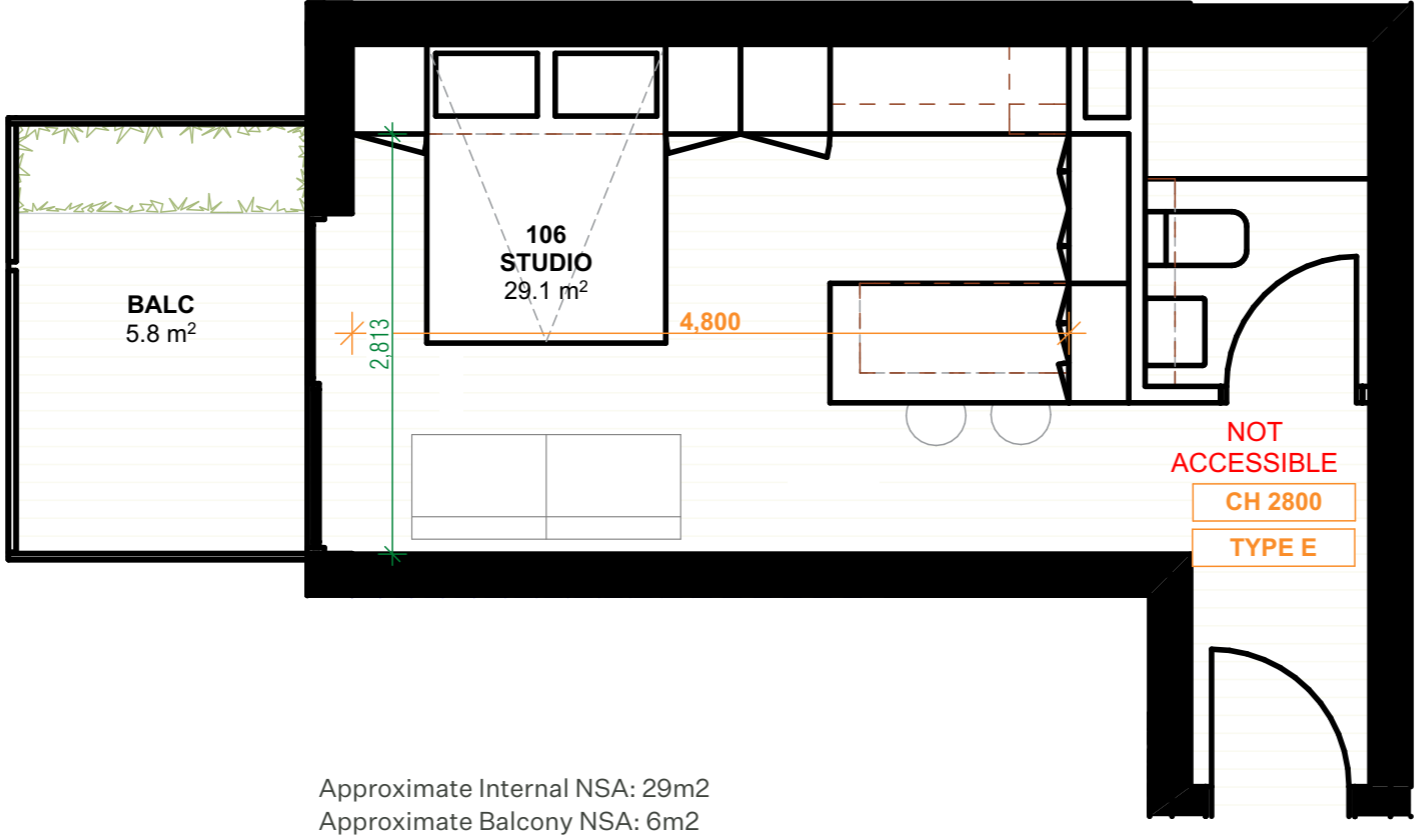 106
STUDIO
29.1 m²
BALC
5.8 m²
4,800
2,813
NOT
ACCESSIBLE
CH 2800
TYPE E
Approximate Internal NSA: 29m2
Approximate Balcony NSA: 6m2